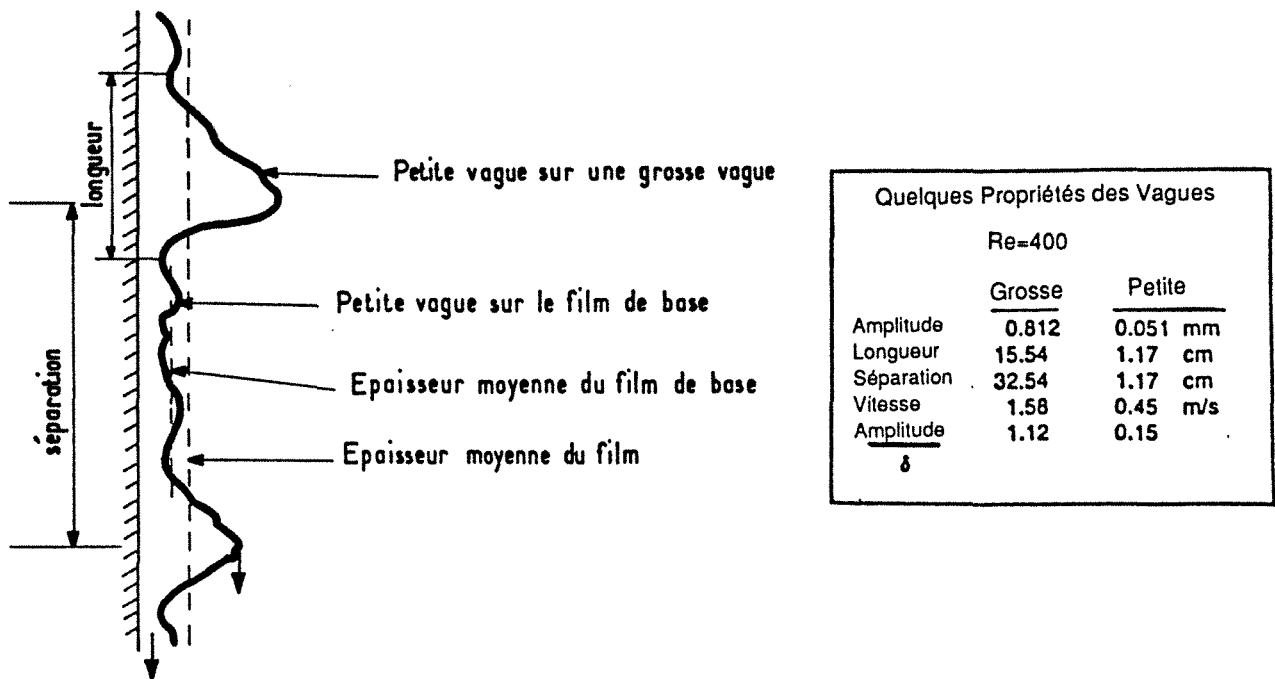 longueur
séparation
Petite vague sur une grosse vague
Petite vague sur le film de base
Epaisseur moyenne du film de base
Epaisseur moyenne du film
Quelques Propriétés des Vagues
Re=400
Grosse Petite
Amplitude 0.812 0.051 mm
Longueur 15.54 1.17 cm
Séparation 32.54 1.17 cm
Vitesse 1.58 0.45 m/s
Amplitude 1.12 0.15
δ